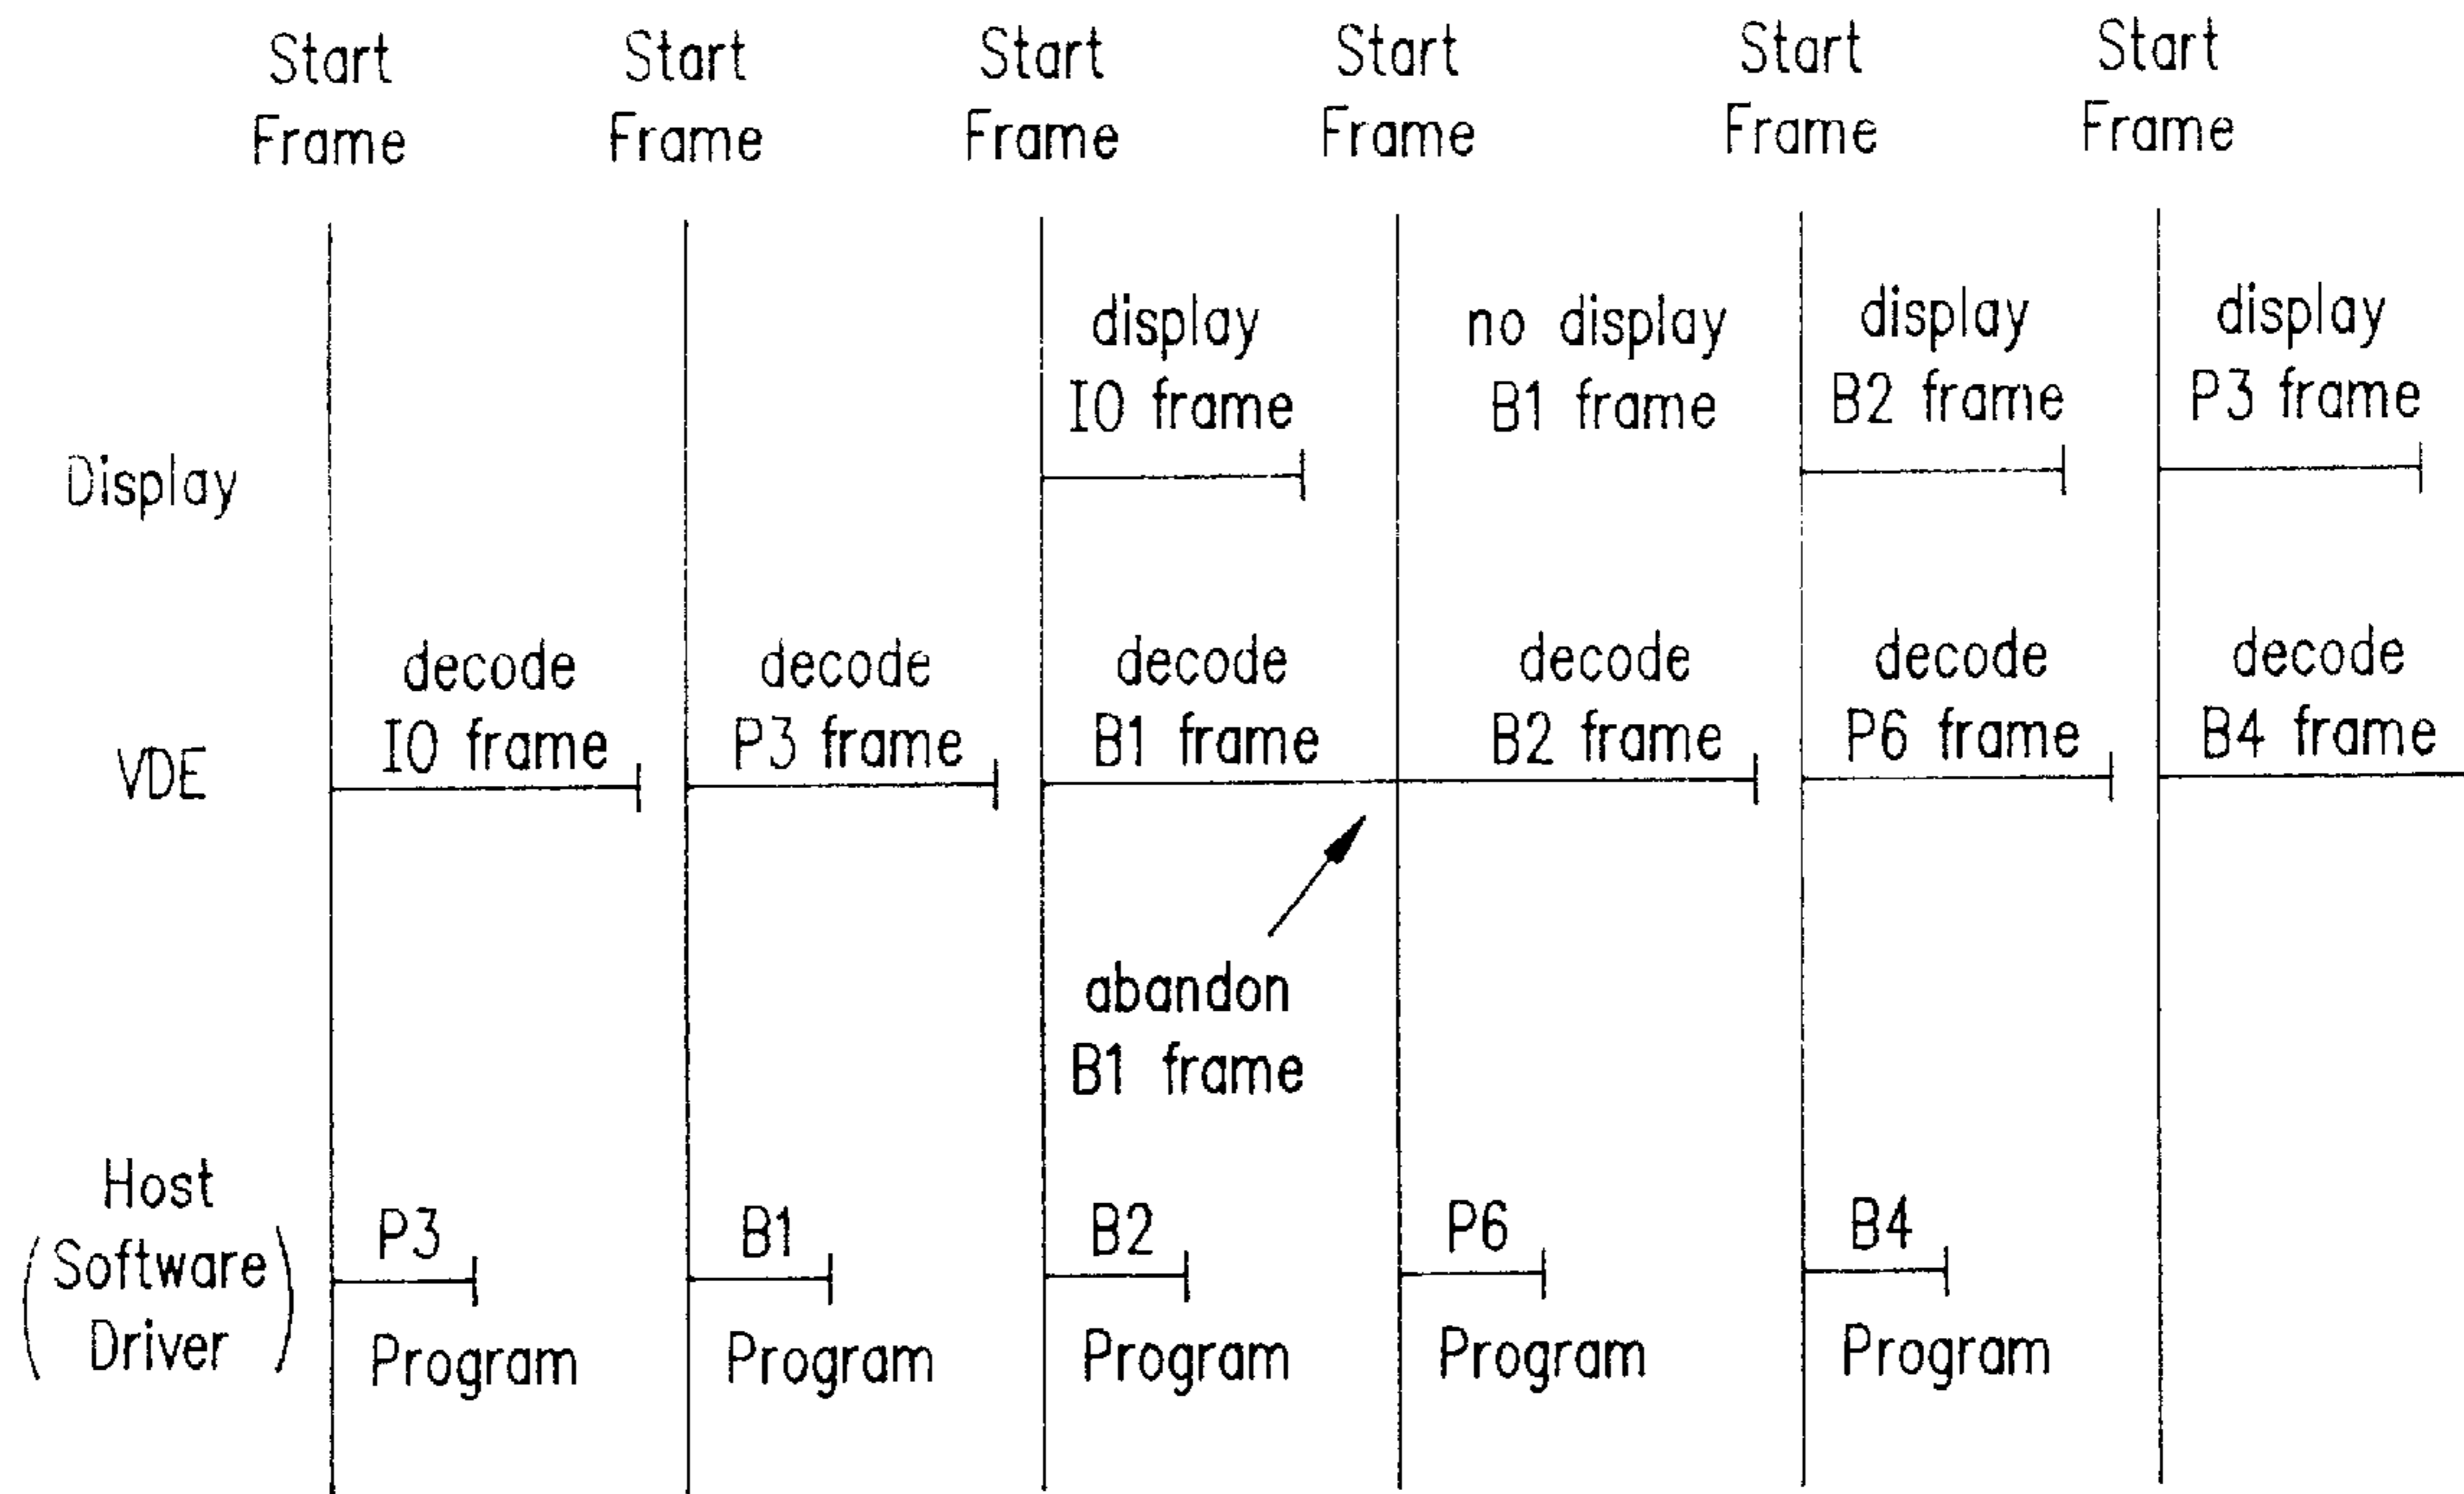 Start Start Start Start Start Start
Frame Frame Frame Frame Frame Frame
display no display display display
I0 frame B1 frame B2 frame P3 frame
Display
decode decode decode decode decode decode
I0 frame P3 frame B1 frame B2 frame P6 frame B4 frame
VDE
abandon
B1 frame
Host
(Software
Driver)
P3 B1 B2 P6 B4
Program Program Program Program Program